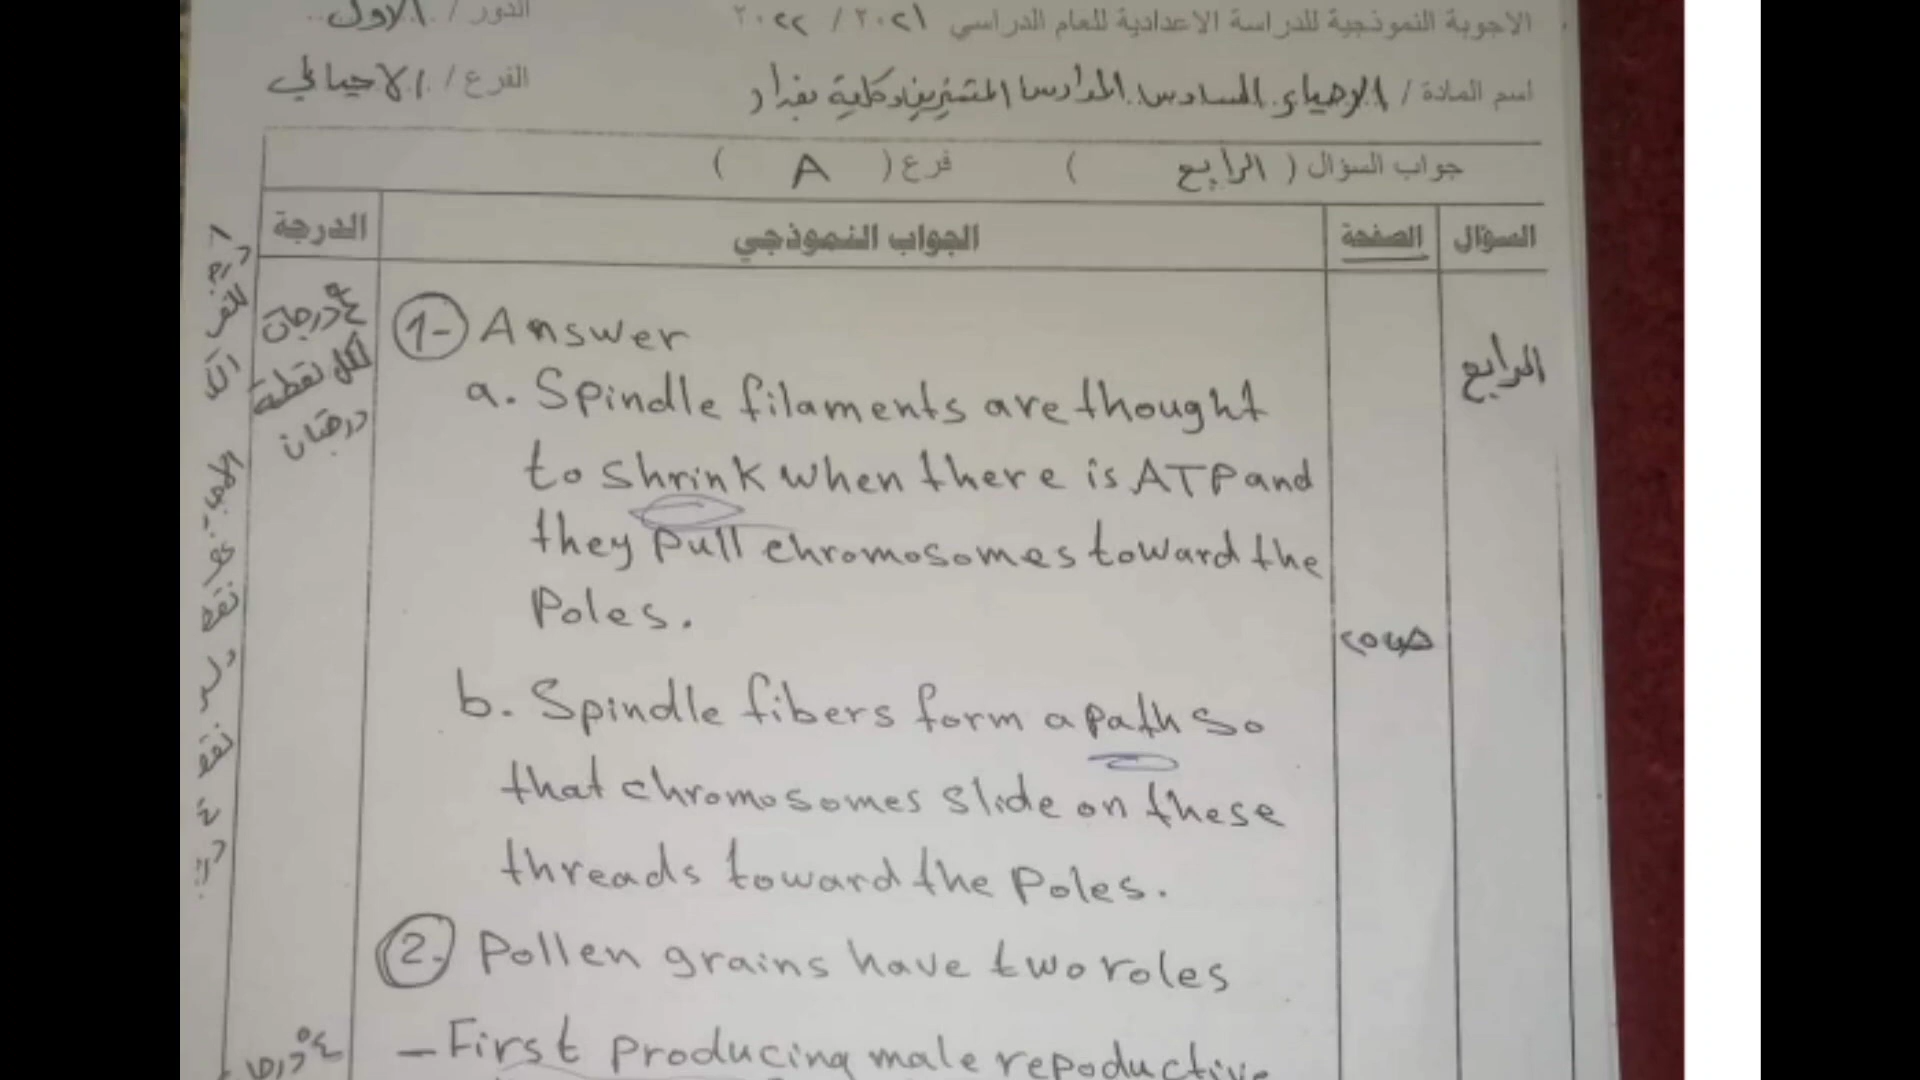 الاجوبة النموذجية للدراسة الاعدادية للعام الدراسي ٢٠٢١ / ٢٠٢٢ الدور / الاول
اسم المادة / الاحياء السادس المدارس المتميزين وكلية بغداد الفرع / الاحيائي
جواب السؤال ( الرابع ) فرع ( A )
السؤال الصفحة الجواب النموذجي الدرجة
الرابع
1- Answer
a. Spindle filaments are thought
to shrink when there is ATP and
they pull chromosomes toward the
Poles.
b. Spindle fibers form a path so
that chromosomes slide on these
threads toward the Poles.
2. Pollen grains have two roles
- First producing male repoductive
لكل نقطة
درجتان